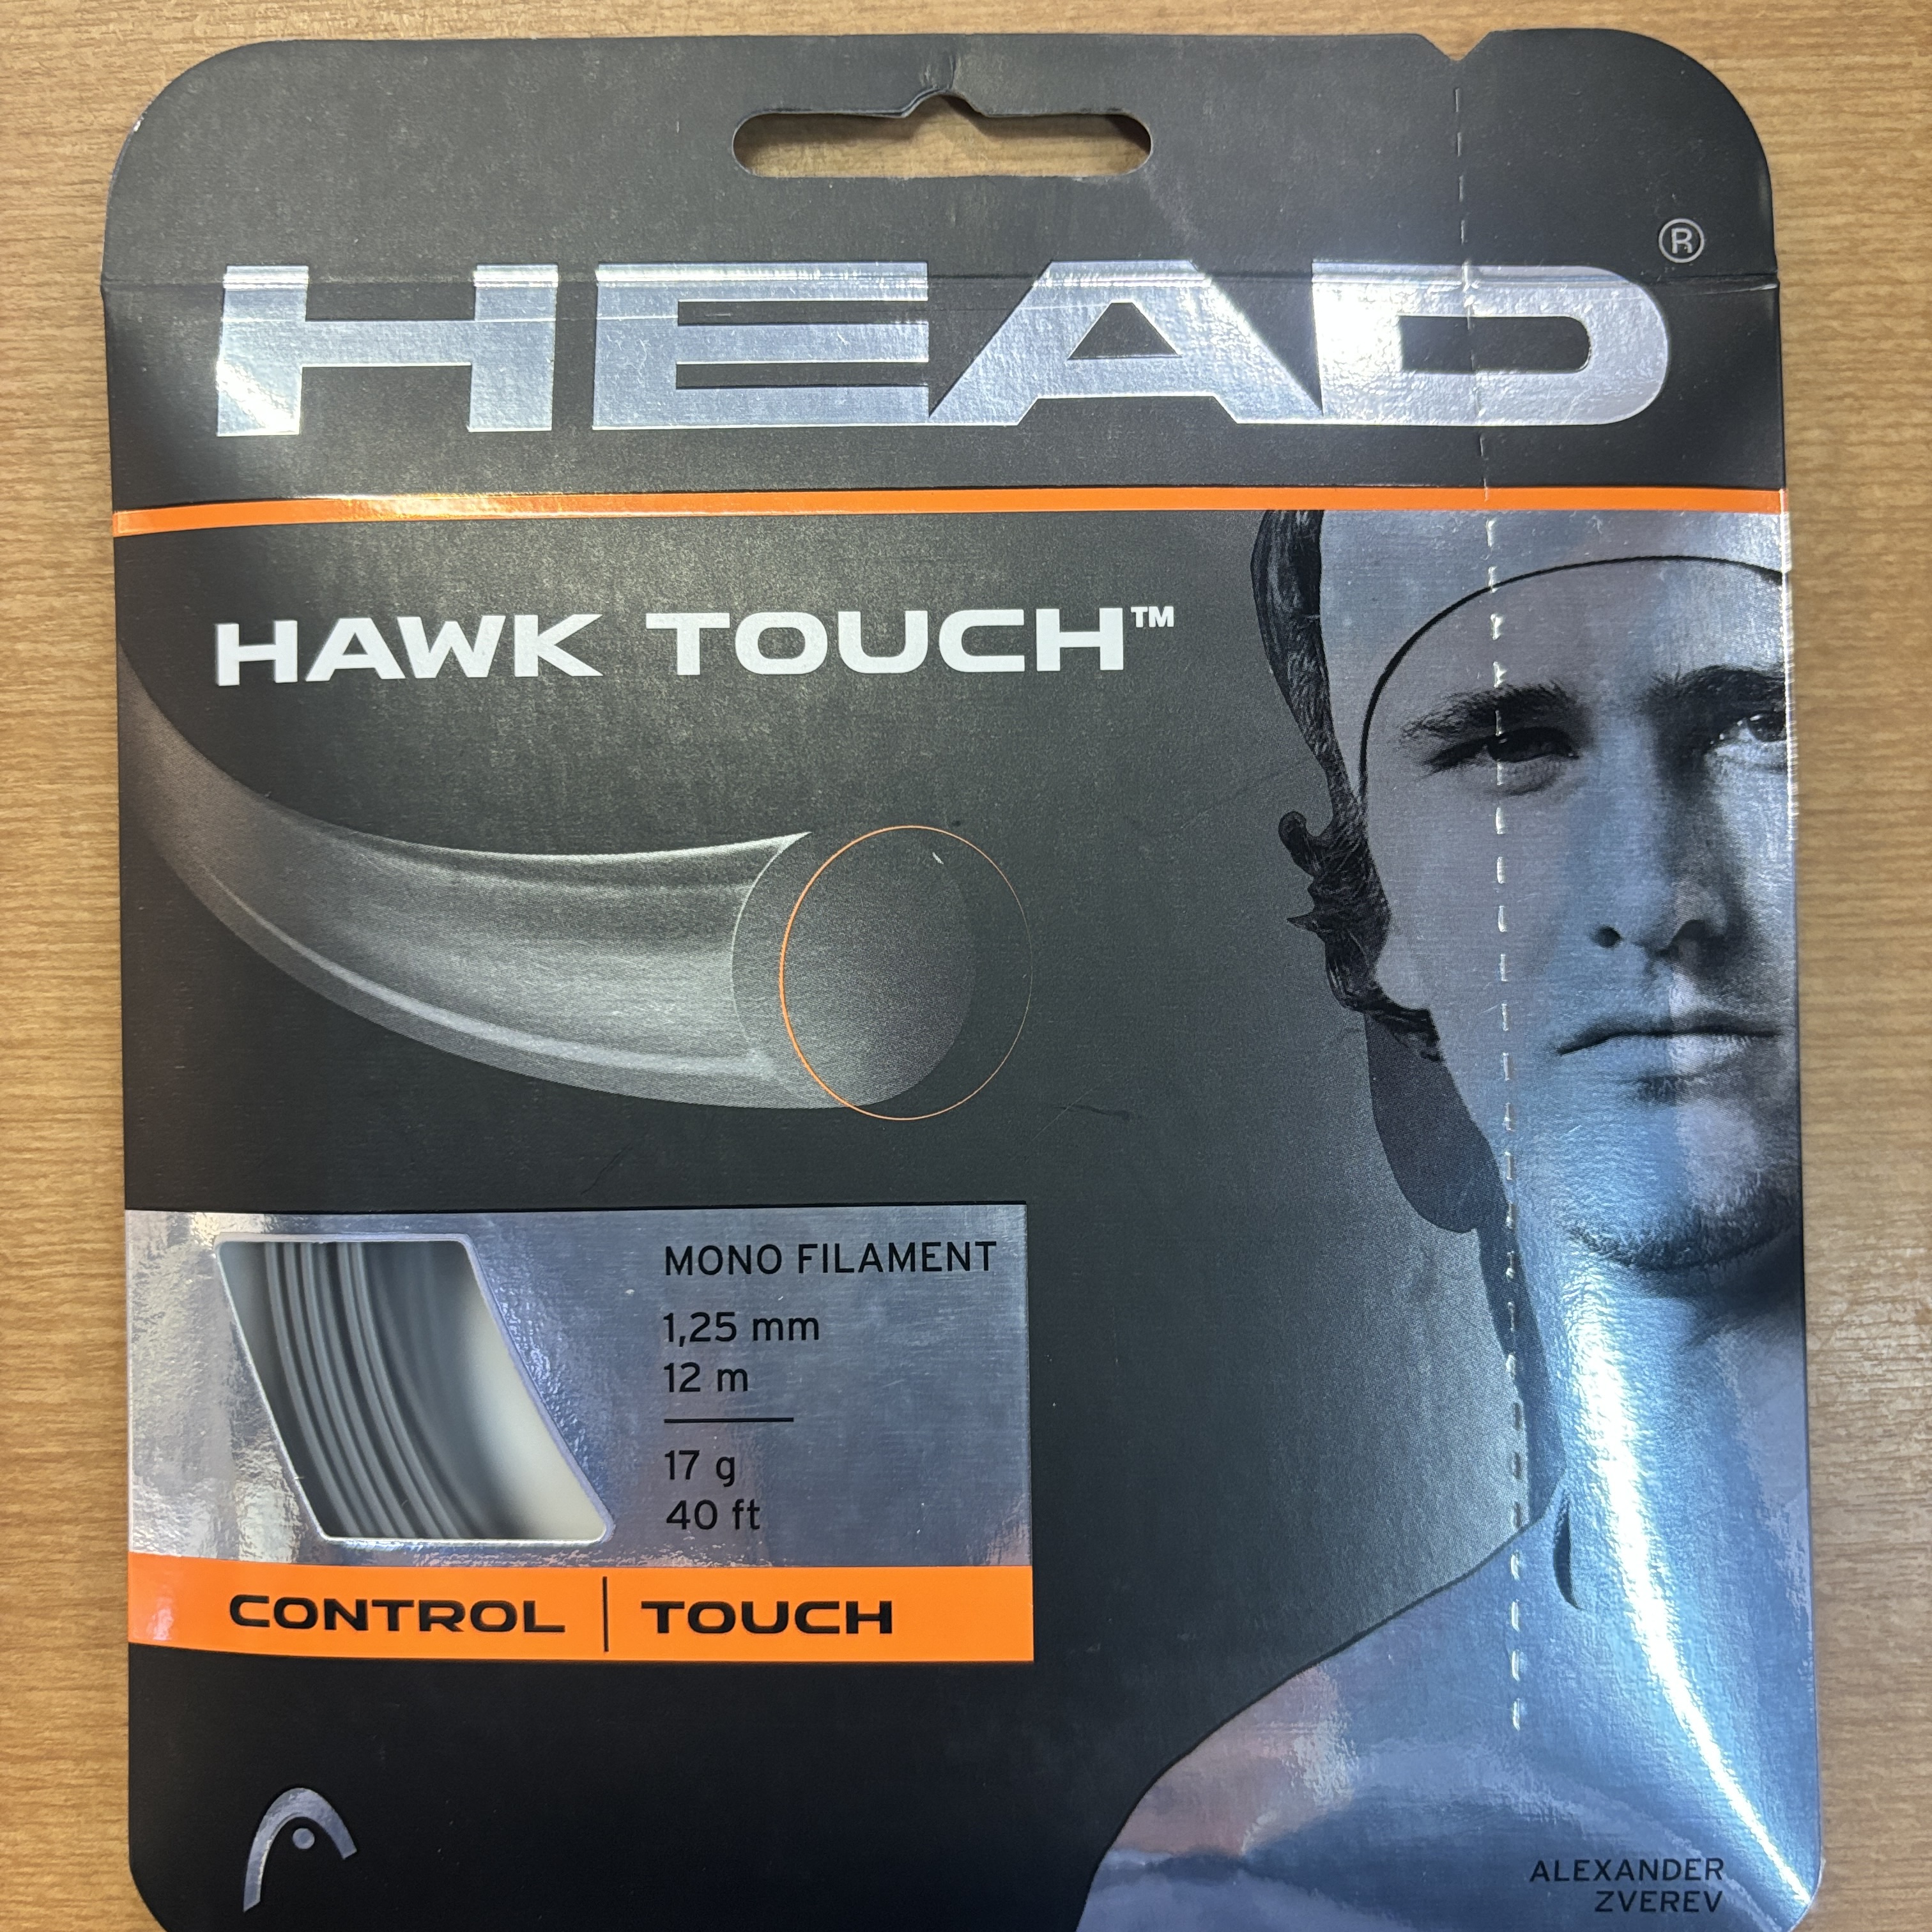 HEAD®
HAWK TOUCH™
MONO FILAMENT
1,25 mm
12 m
17 g
40 ft
CONTROL | TOUCH
ALEXANDER
ZVEREV